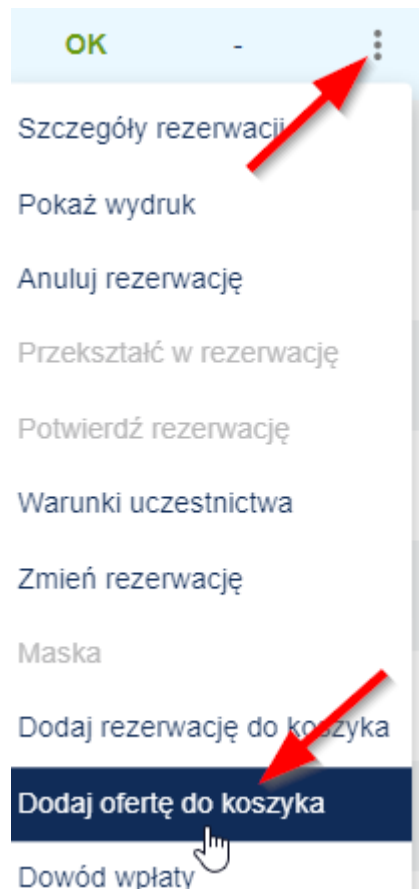 OK -
Szczegóły rezerwacji
Pokaż wydruk
Anuluj rezerwację
Przekształć w rezerwację
Potwierdź rezerwację
Warunki uczestnictwa
Zmień rezerwację
Maska
Dodaj rezerwację do koszyka
Dodaj ofertę do koszyka
Dowód wpłaty